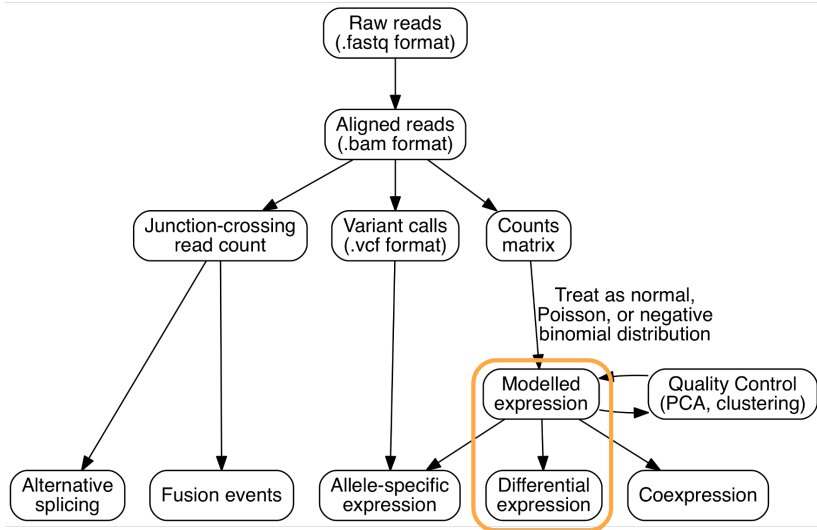 Raw reads
(.fastq format)
Aligned reads
(.bam format)
Junction-crossing
read count
Variant calls
(.vcf format)
Counts
matrix
Treat as normal,
Poisson, or negative
binomial distribution
Modelled
expression
Quality Control
(PCA, clustering)
Alternative
splicing
Fusion events
Allele-specific
expression
Differential
expression
Coexpression